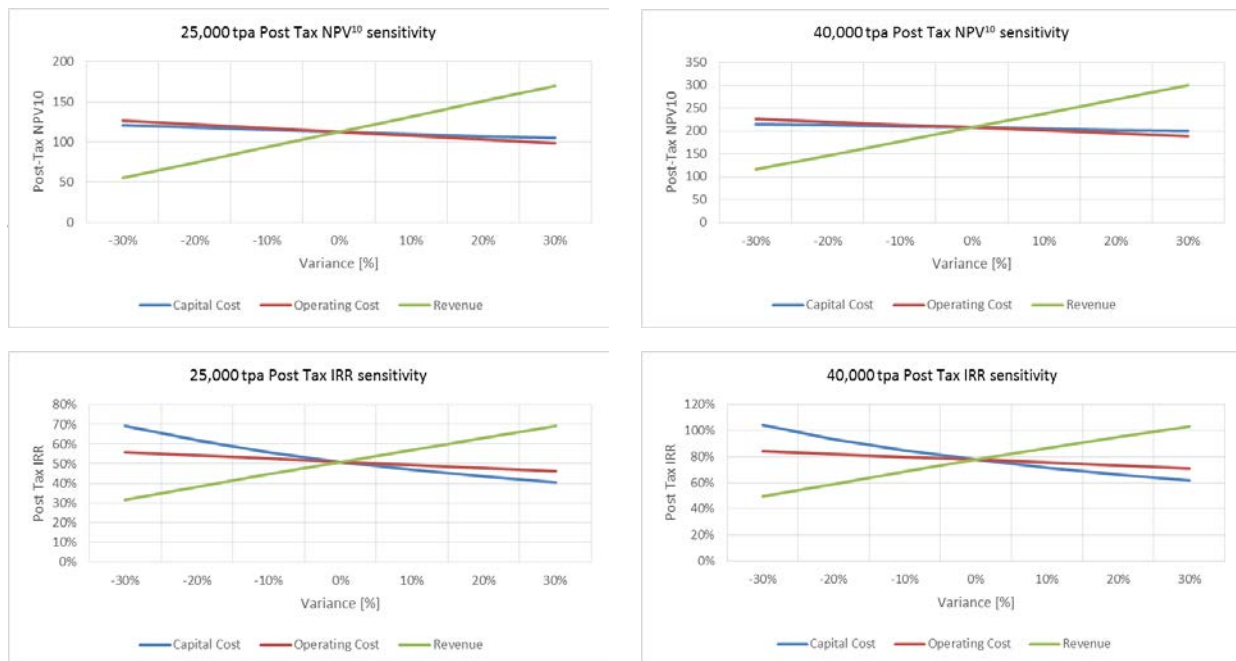 25,000 tpa Post Tax NPV¹⁰ sensitivity
200
150
100
50
0
Post-Tax NPV10
-30% -20% -10% 0% 10% 20% 30%
Variance [%]
Capital Cost Operating Cost Revenue
40,000 tpa Post Tax NPV¹⁰ sensitivity
350
300
250
200
150
100
50
0
Post-Tax NPV10
-30% -20% -10% 0% 10% 20% 30%
Variance [%]
Capital Cost Operating Cost Revenue
25,000 tpa Post Tax IRR sensitivity
80%
70%
60%
50%
40%
30%
20%
10%
0%
Post Tax IRR
-30% -20% -10% 0% 10% 20% 30%
Variance [%]
Capital Cost Operating Cost Revenue
40,000 tpa Post Tax IRR sensitivity
120%
100%
80%
60%
40%
20%
0%
Post Tax IRR
-30% -20% -10% 0% 10% 20% 30%
Variance [%]
Capital Cost Operating Cost Revenue